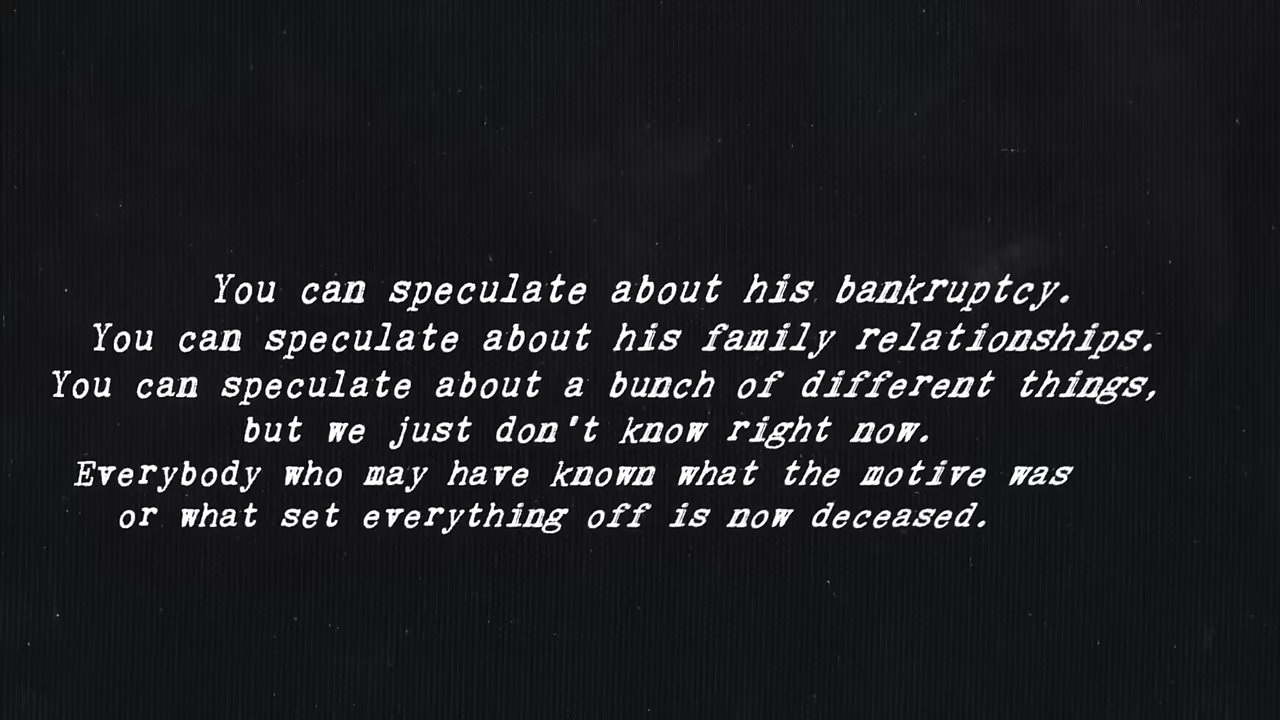 You can speculate about his bankruptcy.
You can speculate about his family relationships.
You can speculate about a bunch of different things,
but we just don't know right now.
Everybody who may have known what the motive was
or what set everything off is now deceased.